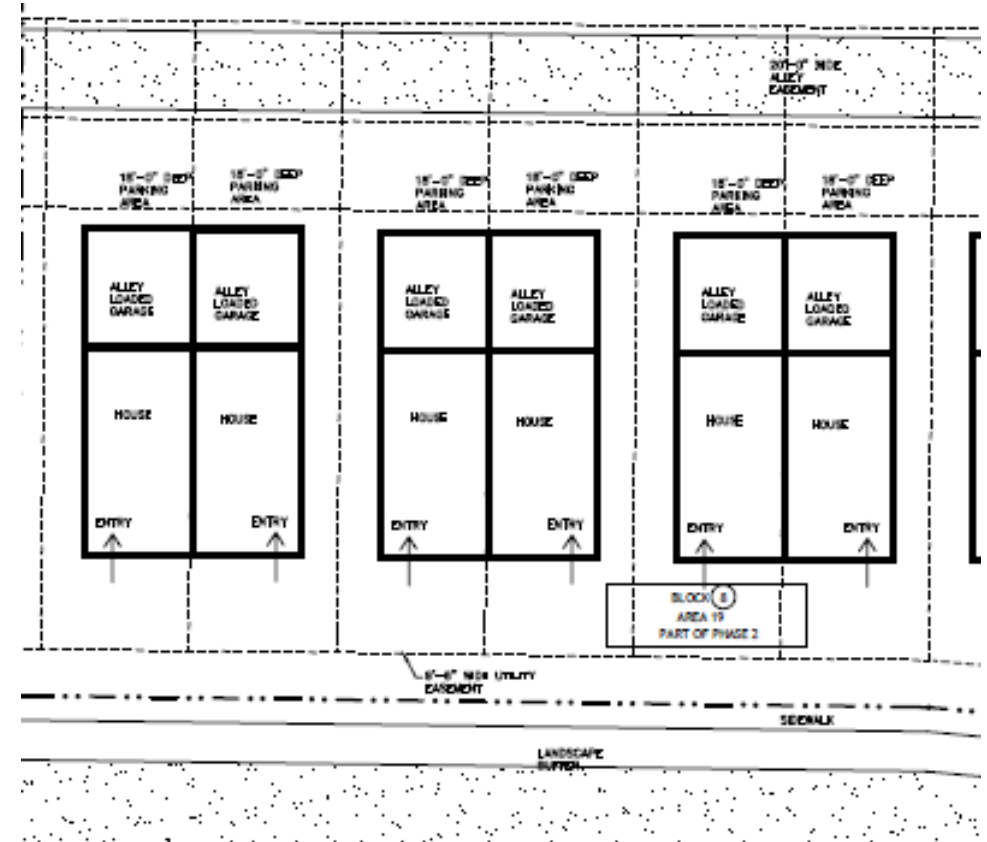 20'-0" WIDE
ALLEY
EASEMENT
18'-0" DEEP
PARKING
AREA
18'-0" DEEP
PARKING
AREA
18'-0" DEEP
PARKING
AREA
18'-0" DEEP
PARKING
AREA
18'-0" DEEP
PARKING
AREA
18'-0" DEEP
PARKING
AREA
ALLEY
LOADED
GARAGE
ALLEY
LOADED
GARAGE
ALLEY
LOADED
GARAGE
ALLEY
LOADED
GARAGE
ALLEY
LOADED
GARAGE
ALLEY
LOADED
GARAGE
HOUSE
HOUSE
HOUSE
HOUSE
HOUSE
HOUSE
ENTRY
ENTRY
ENTRY
ENTRY
ENTRY
ENTRY
BLOCK
AREA 19
PART OF PHASE 2
WIDE UTILITY
EASEMENT
SIDEWALK
LANDSCAPE
BUFFER